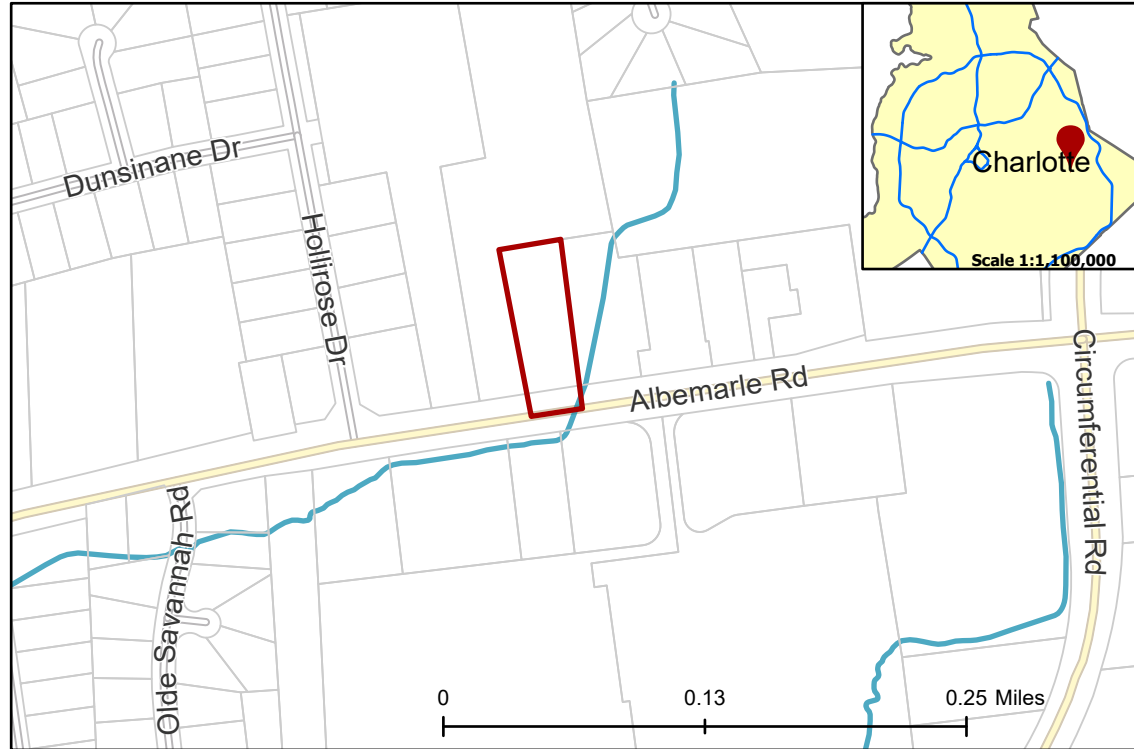 Dunsinane Dr
Hollirose Dr
Charlotte
Scale 1:1,100,000
Albemarle Rd
Circumferential Rd
Olde Savannah Rd
0 0.13 0.25 Miles